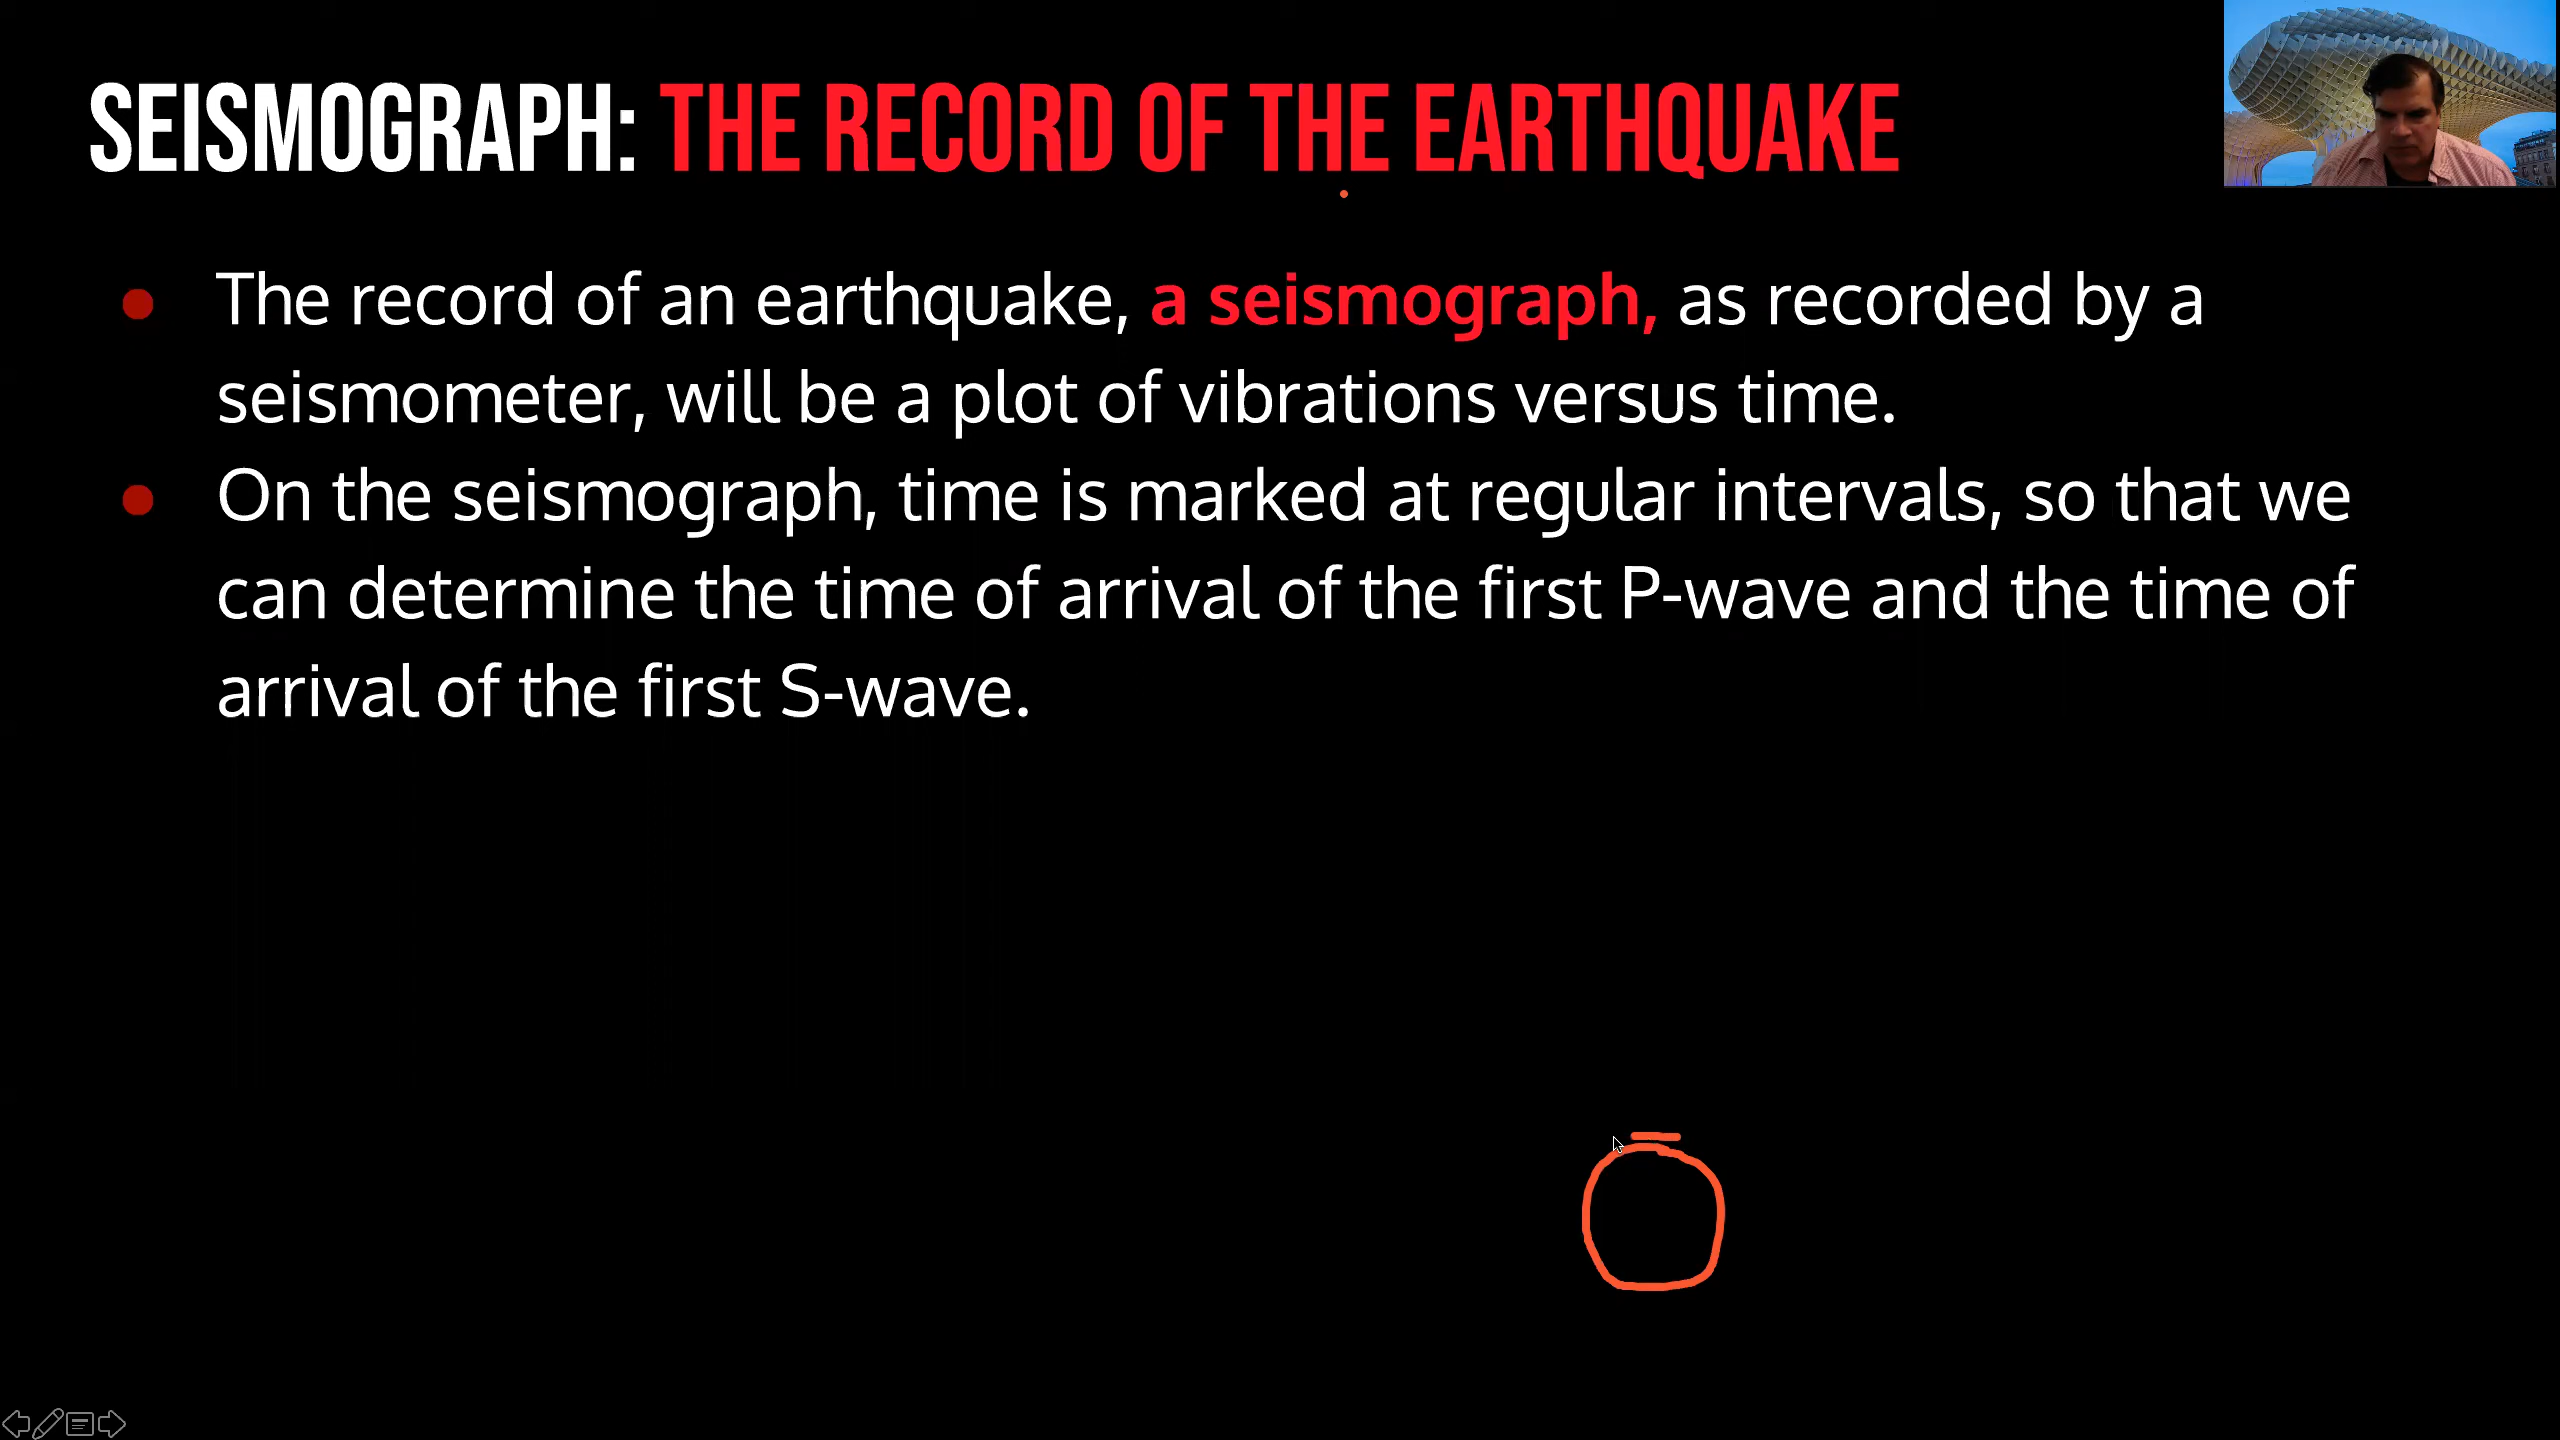 SEISMOGRAPH: THE RECORD OF THE EARTHQUAKE
The record of an earthquake, a seismograph, as recorded by a
seismometer, will be a plot of vibrations versus time.
On the seismograph, time is marked at regular intervals, so that we
can determine the time of arrival of the first P-wave and the time of
arrival of the first S-wave.